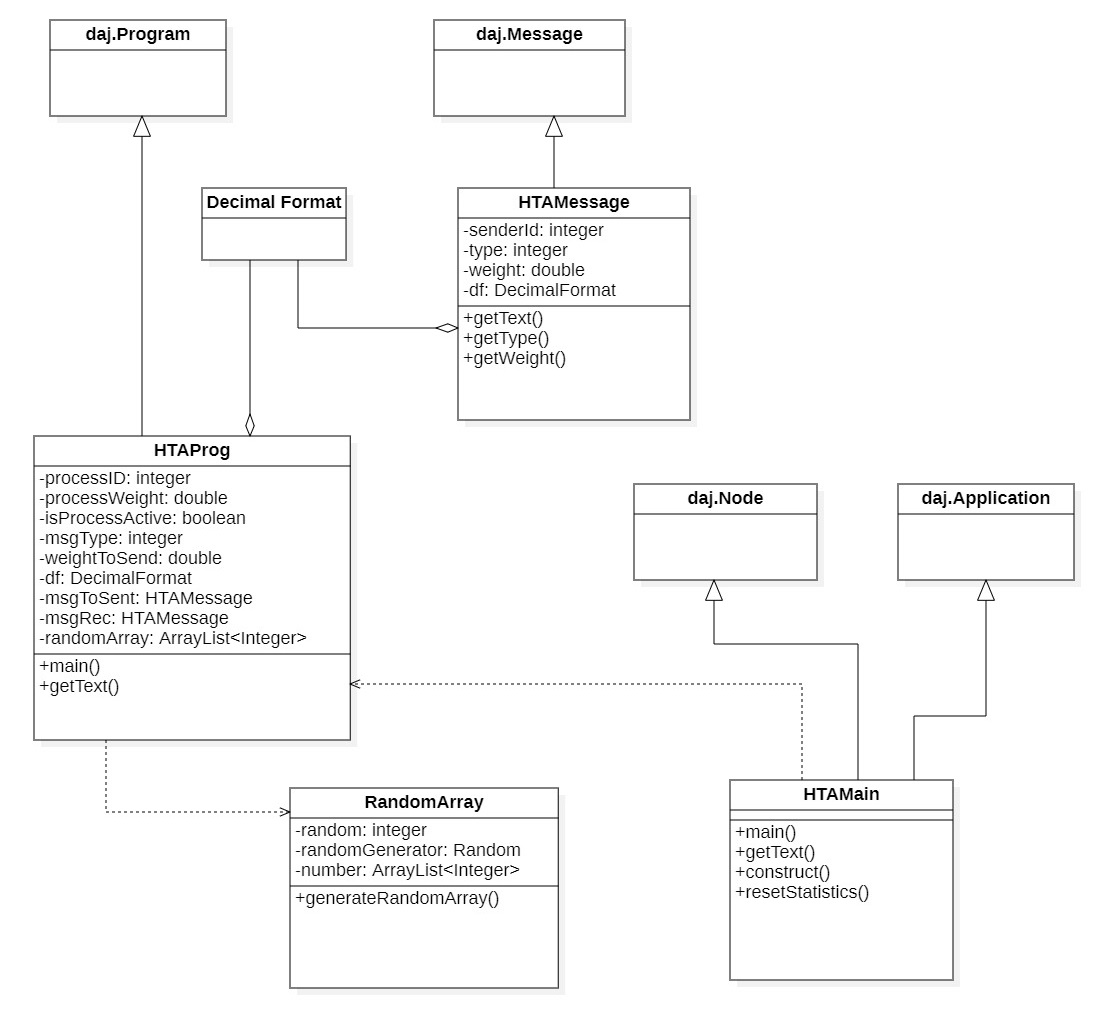 daj.Program
daj.Message
Decimal Format
HTAMessage
-senderId: integer
-type: integer
-weight: double
-df: DecimalFormat
+getText()
+getType()
+getWeight()
HTAProg
-processID: integer
-processWeight: double
-isProcessActive: boolean
-msgType: integer
-weightToSend: double
-df: DecimalFormat
-msgToSent: HTAMessage
-msgRec: HTAMessage
-randomArray: ArrayList<Integer>
+main()
+getText()
daj.Node
daj.Application
RandomArray
-random: integer
-randomGenerator: Random
-number: ArrayList<Integer>
+generateRandomArray()
HTAMain
+main()
+getText()
+construct()
+resetStatistics()